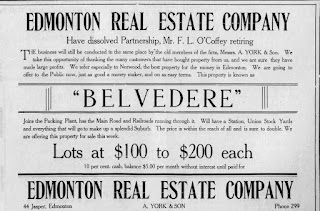 EDMONTON REAL ESTATE COMPANY
Have dissolved Partnership, Mr. F. L. O'Coffey retiring
THE business will still be conducted in the same place by the old members of the firm, Messrs. A. YORK & SON. We
take this opportunity of thanking the many customers that have bought property from us, and we are sure they have
made large profits. We refer especially to Norwood, the best property for the money in Edmonton. We are going
to offer to the Public now, just as good a money maker, and on as easy terms. This property is known as
"BELVEDERE"
Joins the Packing Plant, has the Main Road and Railroads running through it. Will have a Station, Union Stock Yards
and everything that will go to make up a splendid Suburb. The price is within the reach of all and is sure to double. We
are offering this property for sale this week.
Lots at $100 to $200 each
10 per cent. cash, balance $5.00 per month without interest until paid for
EDMONTON REAL ESTATE COMPANY
44 Jasper, Edmonton A. YORK & SON Phone 299